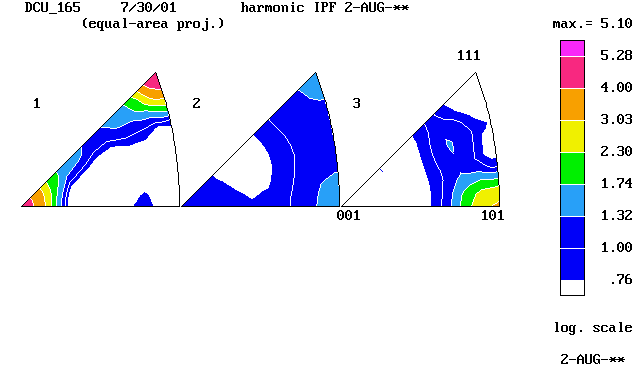 DCU_165 7/30/01 harmonic IPF 2-AUG-**
(equal-area proj.)
max.= 5.10
111
5.28
4.00
1 2 3
3.03
2.30
1.74
001 101
1.32
1.00
.76
log. scale
2-AUG-**